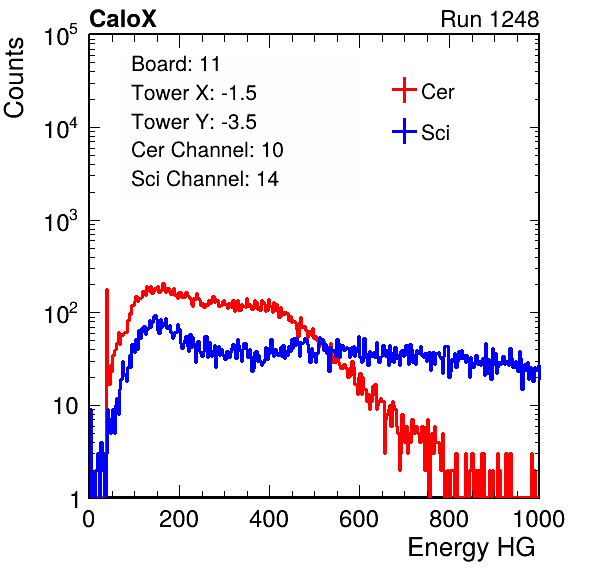 CaloX Run 1248
Counts
Board: 11
Tower X: -1.5
Tower Y: -3.5
Cer Channel: 10
Sci Channel: 14
Cer
Sci
10^5
10^4
10^3
10^2
10
1
0 200 400 600 800 1000
Energy HG